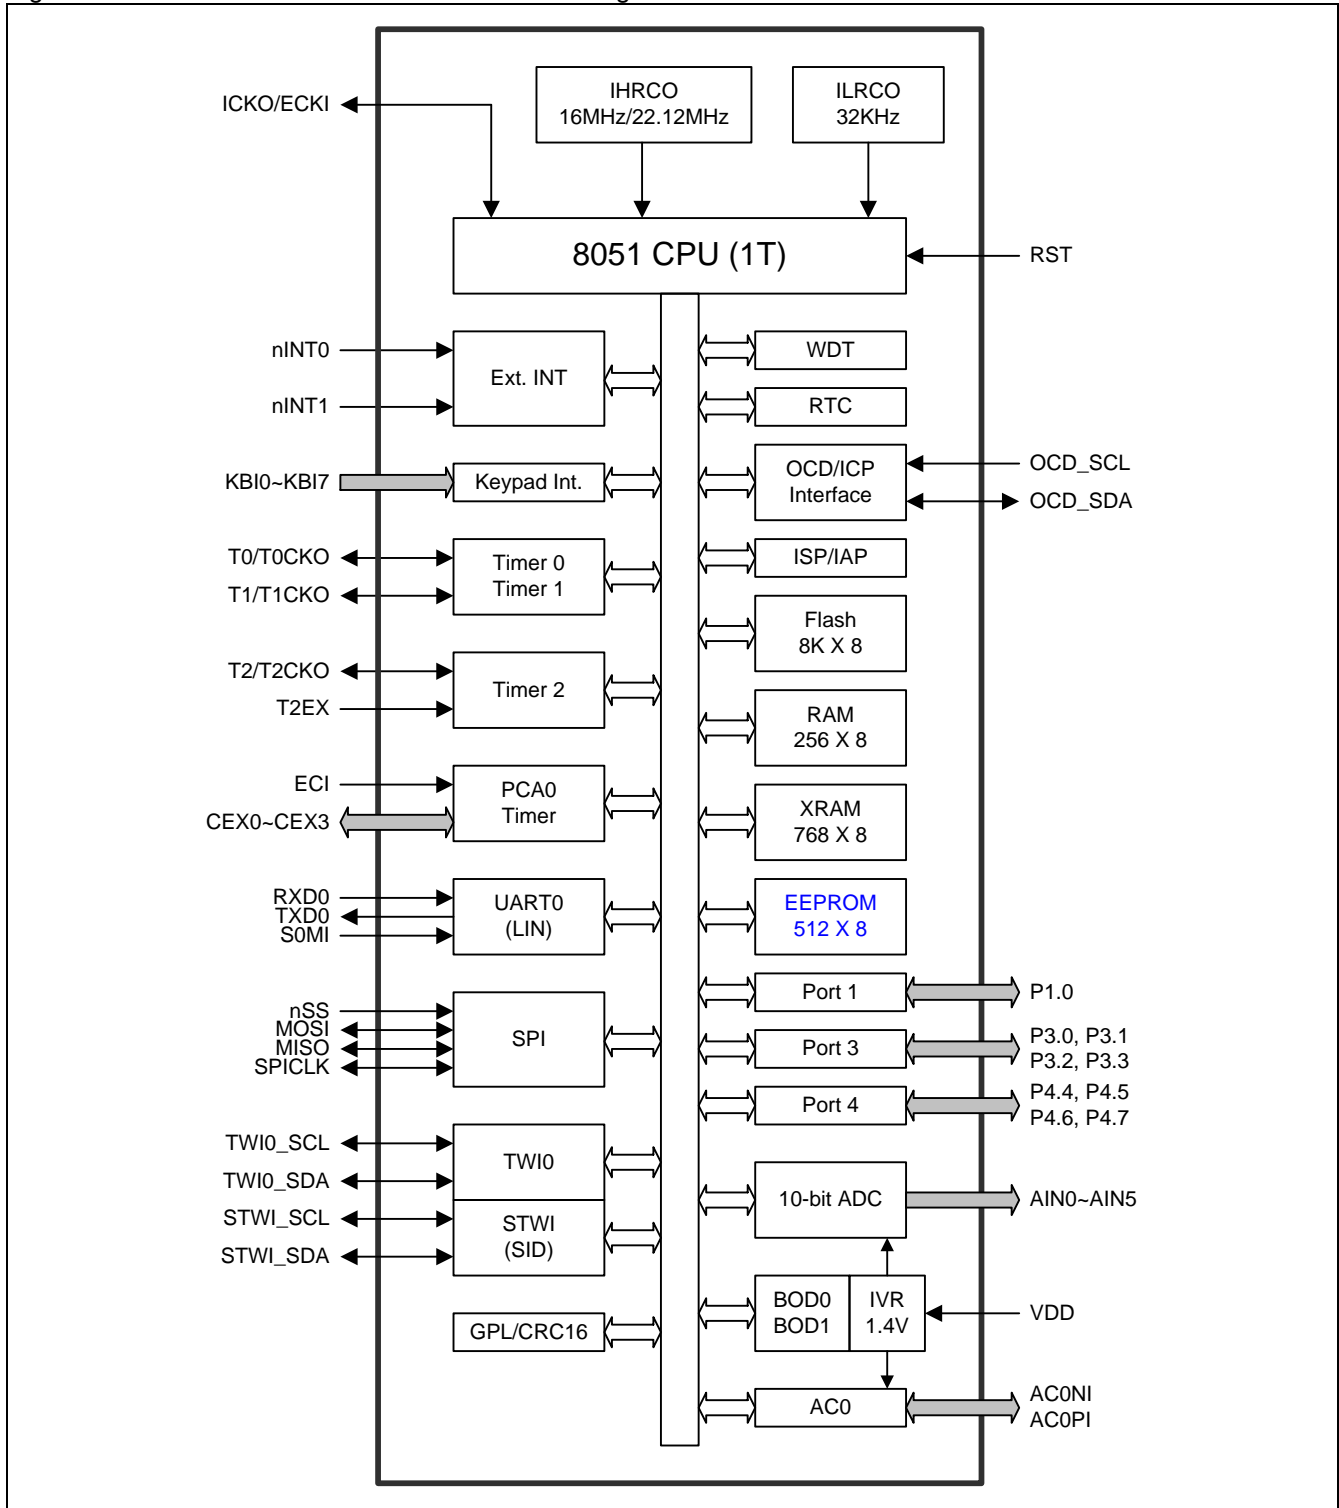 ICKO/ECKI
IHRCO
16MHz/22.12MHz
ILRCO
32KHz
8051 CPU (1T)
RST
nINT0
nINT1
Ext. INT
WDT
RTC
KBI0~KBI7
Keypad Int.
OCD/ICP
Interface
OCD_SCL
OCD_SDA
T0/T0CKO
T1/T1CKO
Timer 0
Timer 1
ISP/IAP
Flash
8K X 8
T2/T2CKO
T2EX
Timer 2
RAM
256 X 8
ECI
CEX0~CEX3
PCA0
Timer
XRAM
768 X 8
RXD0
TXD0
S0MI
UART0
(LIN)
EEPROM
512 X 8
Port 1
P1.0
nSS
MOSI
MISO
SPICLK
SPI
Port 3
P3.0, P3.1
P3.2, P3.3
Port 4
P4.4, P4.5
P4.6, P4.7
TWI0_SCL
TWI0_SDA
TWI0
STWI_SCL
STWI_SDA
STWI
(SID)
10-bit ADC
AIN0~AIN5
GPL/CRC16
BOD0
BOD1
IVR
1.4V
VDD
AC0
AC0NI
AC0PI